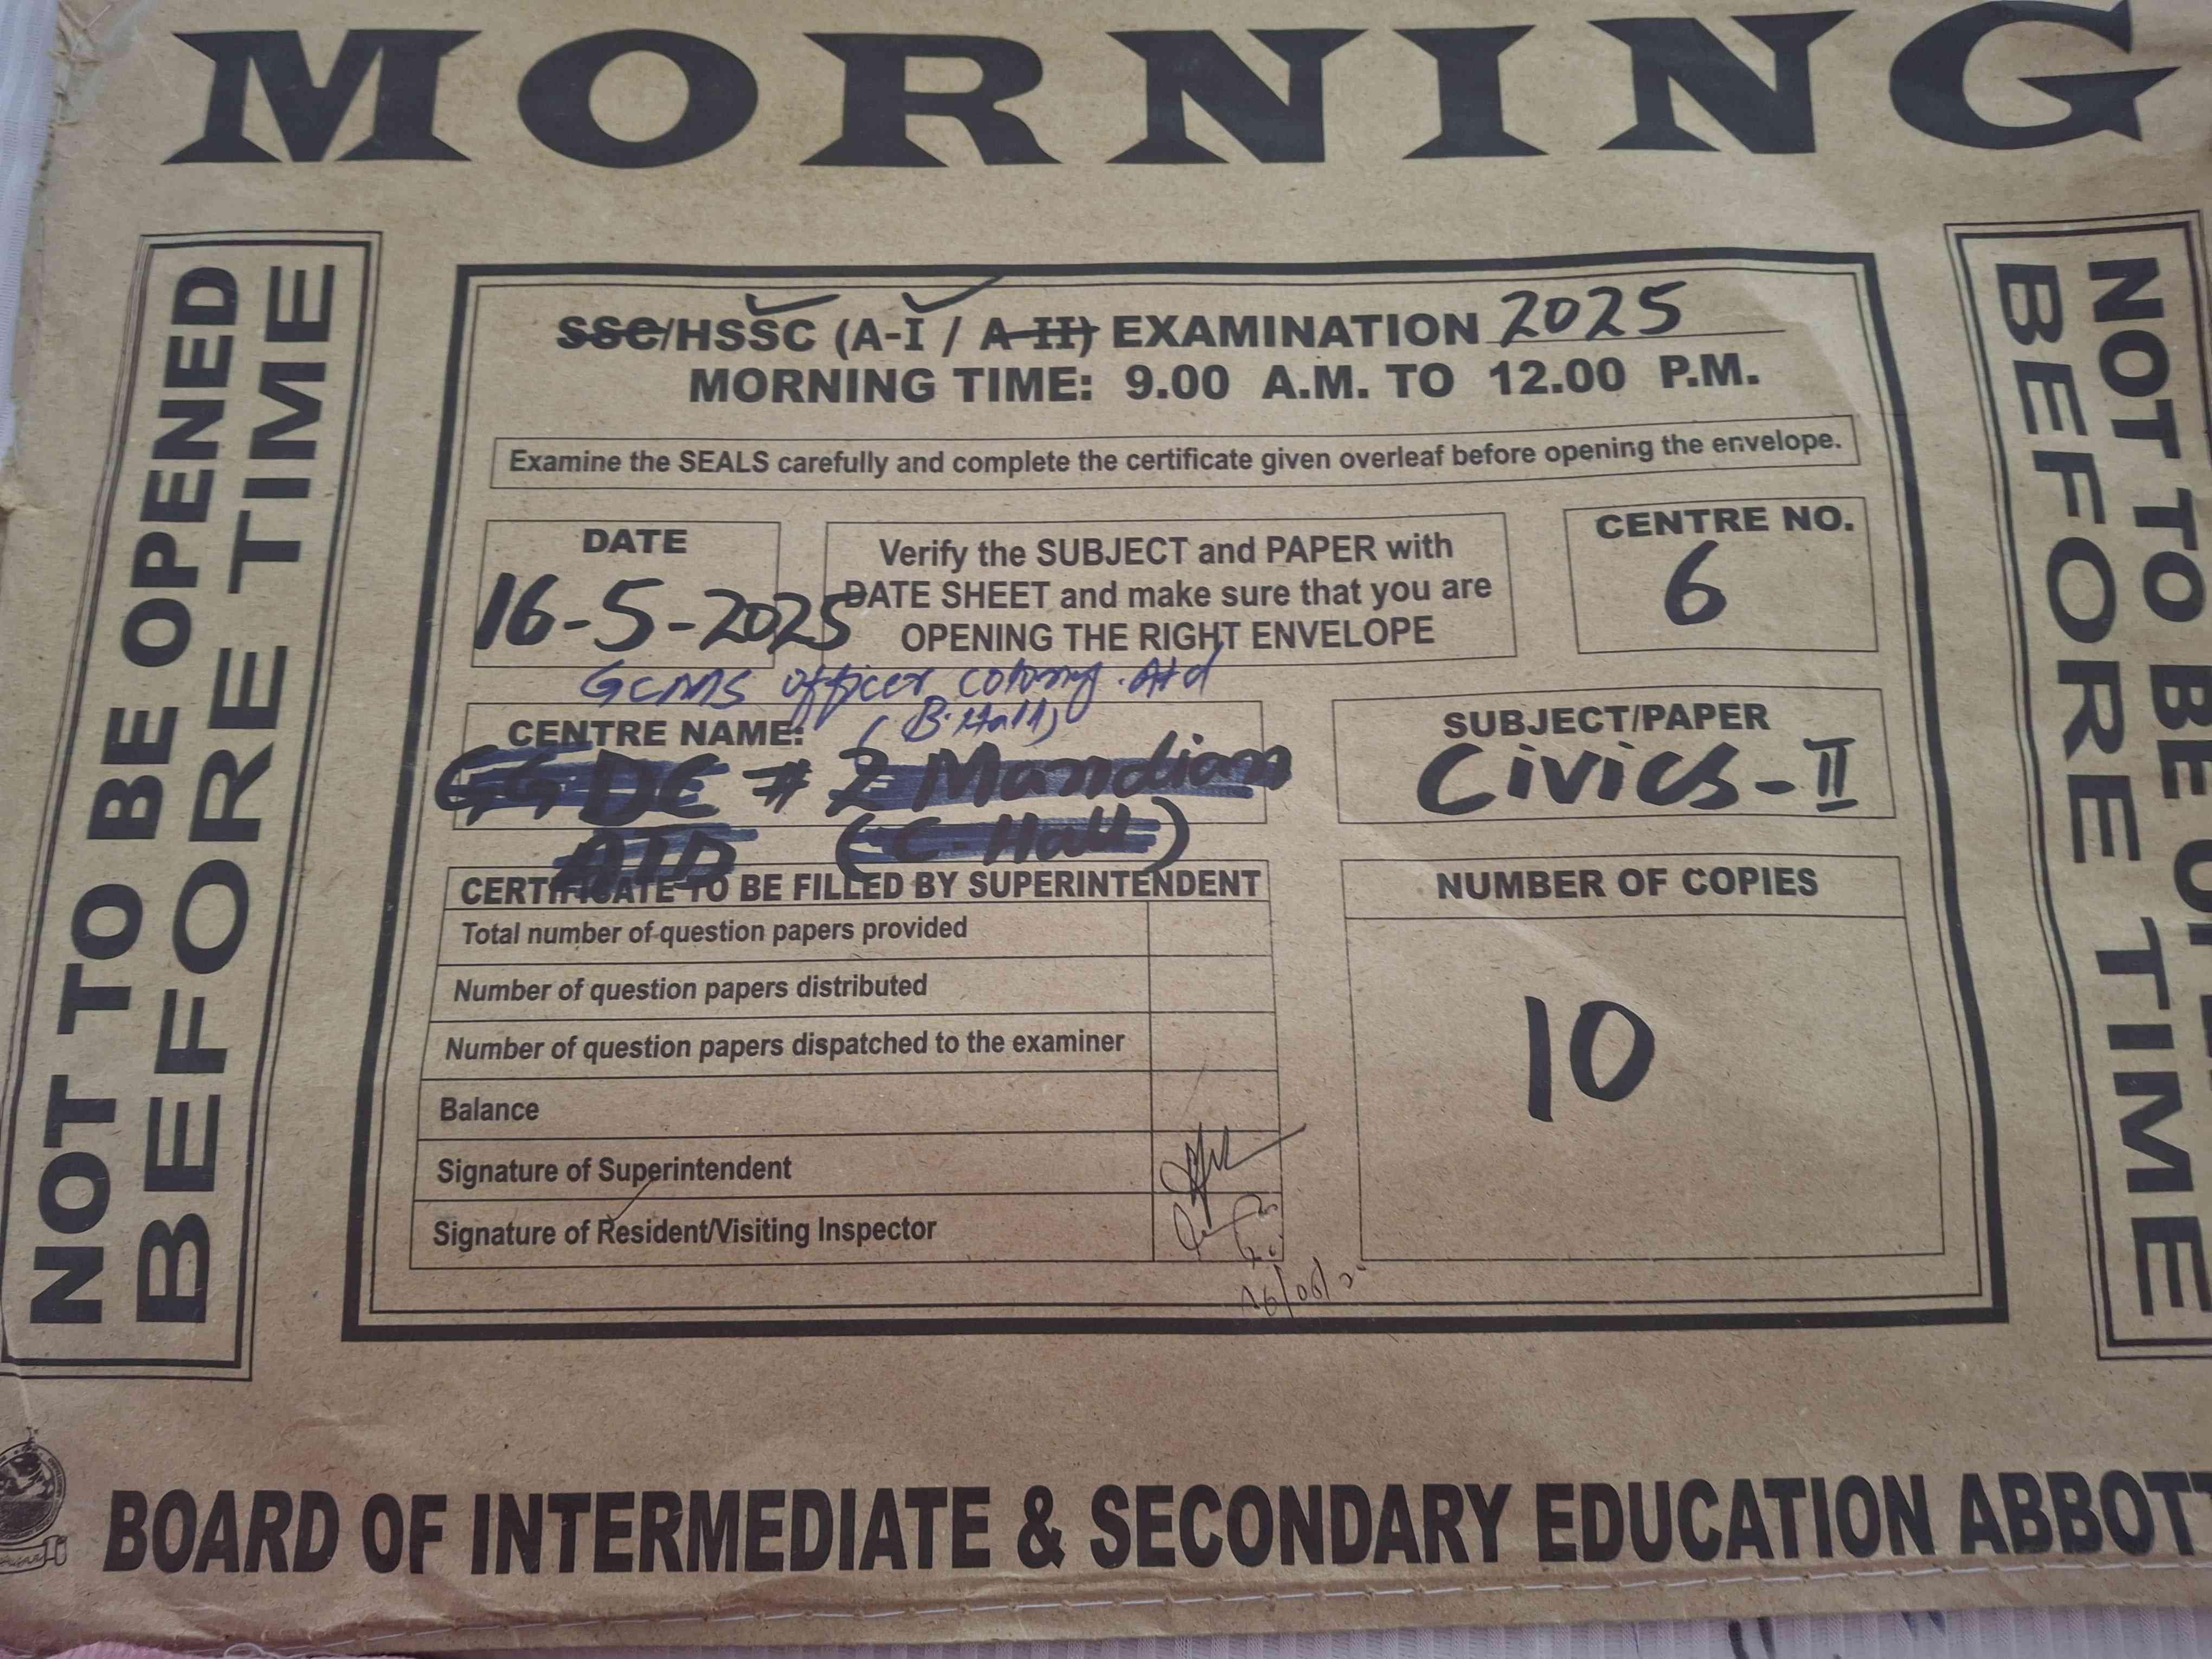 MORNING
NOT TO BE OPENED
BEFORE TIME
SSC/HSSC (A-I / A-II) EXAMINATION 2025
MORNING TIME: 9.00 A.M. TO 12.00 P.M.
Examine the SEALS carefully and complete the certificate given overleaf before opening the envelope.
DATE
16-5-2025
Verify the SUBJECT and PAPER with
DATE SHEET and make sure that you are
OPENING THE RIGHT ENVELOPE
CENTRE NO.
6
GCMS officer colony. Atd
(B. Hall)
CENTRE NAME:
GGDC # 2 Mandian
ATD (C. Hall)
SUBJECT/PAPER
Civics-II
CERTIFICATE TO BE FILLED BY SUPERINTENDENT
Total number of question papers provided
Number of question papers distributed
Number of question papers dispatched to the examiner
Balance
Signature of Superintendent
Signature of Resident/Visiting Inspector
NUMBER OF COPIES
10
NOT TO BE OP
BEFORE TIME
BOARD OF INTERMEDIATE & SECONDARY EDUCATION ABBOTT